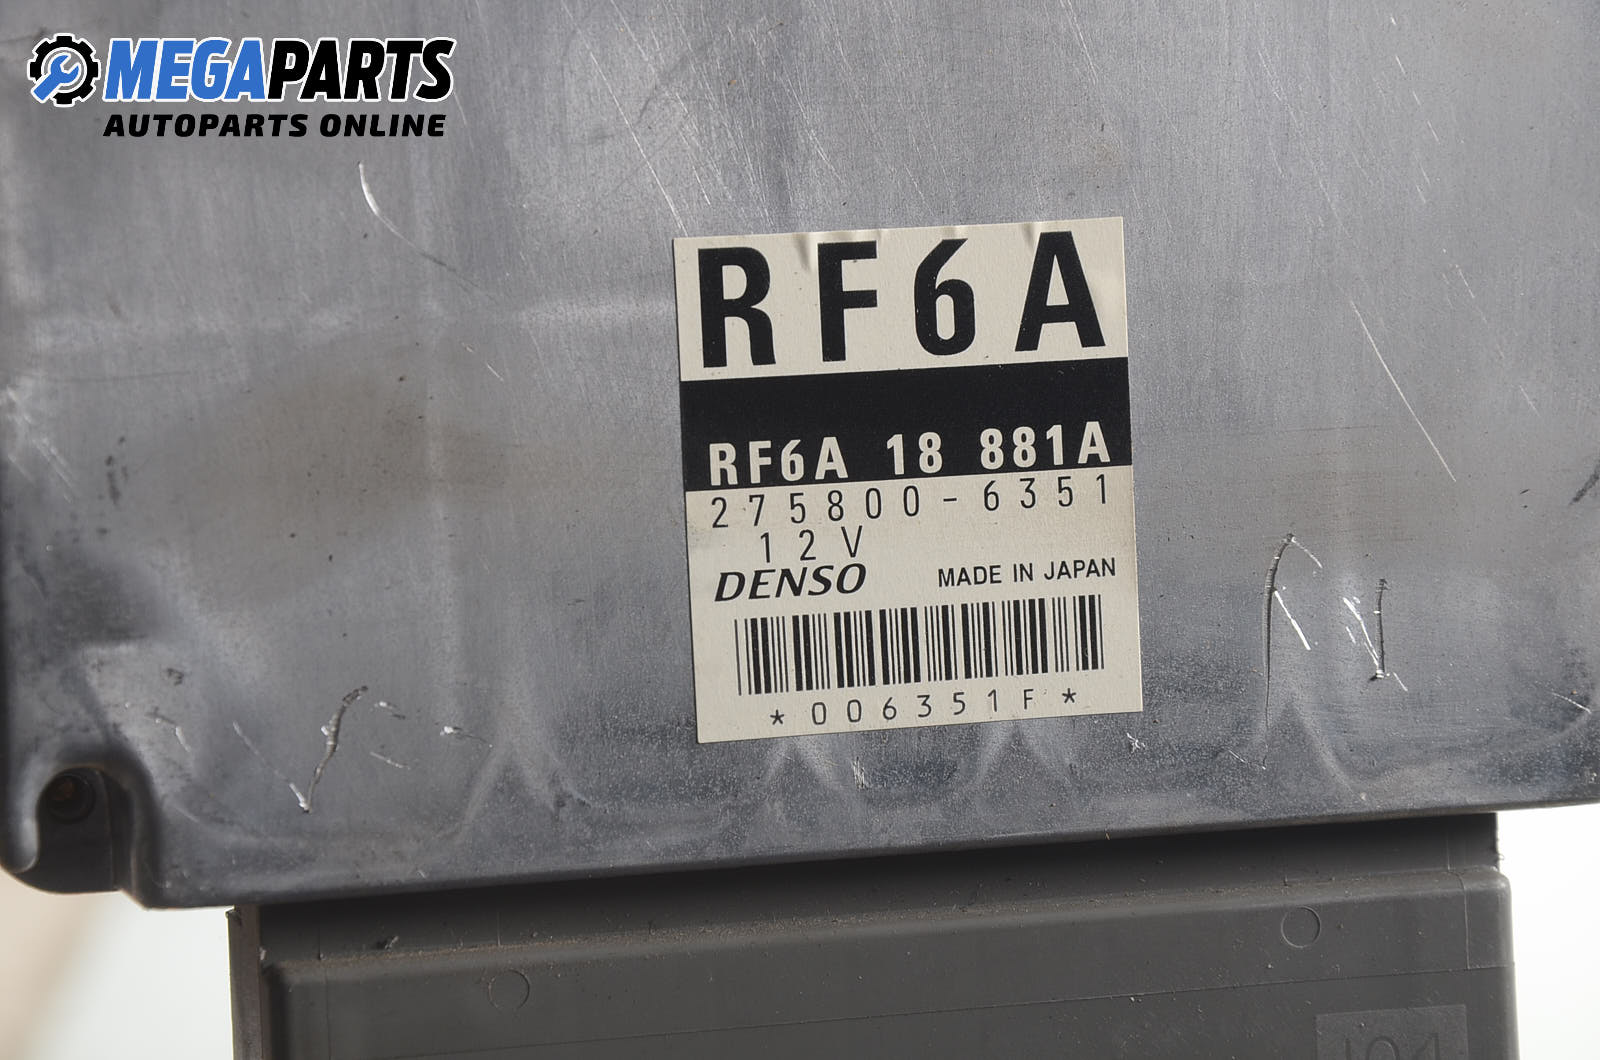 MEGAPARTS
AUTOPARTS ONLINE
RF6A
RF6A 18 881A
275800-6351
12V
DENSO MADE IN JAPAN
*006351F*